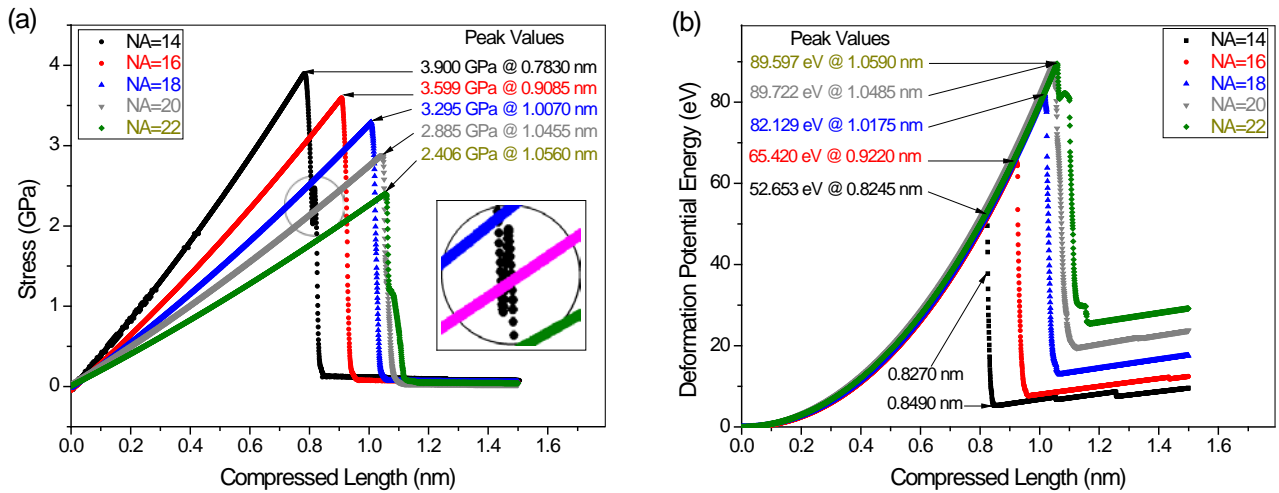 (a)
NA=14
NA=16
NA=18
NA=20
NA=22
Peak Values
3.900 GPa @ 0.7830 nm
3.599 GPa @ 0.9085 nm
3.295 GPa @ 1.0070 nm
2.885 GPa @ 1.0455 nm
2.406 GPa @ 1.0560 nm
Stress (GPa)
4
3
2
1
0
0.0 0.2 0.4 0.6 0.8 1.0 1.2 1.4 1.6
Compressed Length (nm)
(b)
Peak Values
89.597 eV @ 1.0590 nm
89.722 eV @ 1.0485 nm
82.129 eV @ 1.0175 nm
65.420 eV @ 0.9220 nm
52.653 eV @ 0.8245 nm
NA=14
NA=16
NA=18
NA=20
NA=22
0.8270 nm
0.8490 nm
Deformation Potential Energy (eV)
80
60
40
20
0
0.0 0.2 0.4 0.6 0.8 1.0 1.2 1.4 1.6
Compressed Length (nm)